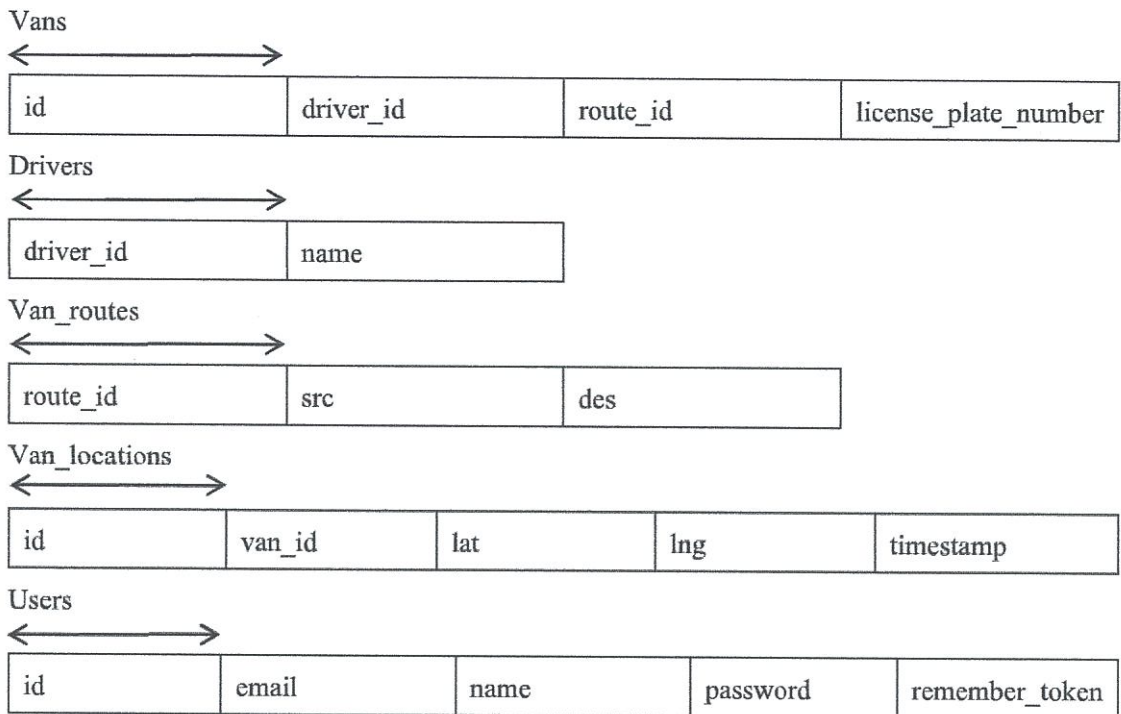 Vans
id driver_id route_id license_plate_number
Drivers
driver_id name
Van_routes
route_id src des
Van_locations
id van_id lat lng timestamp
Users
id email name password remember_token